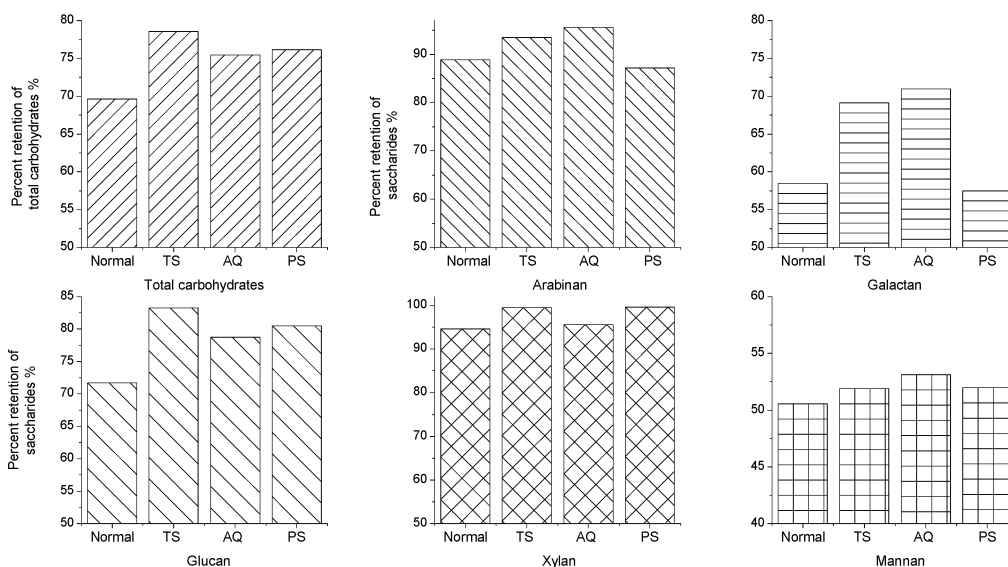 Percent retention of
total carbohydrates %
80
75
70
65
60
55
50
Normal TS AQ PS
Total carbohydrates
Percent retention of
saccharides %
90
80
70
60
50
Normal TS AQ PS
Arabinan
80
75
70
65
60
55
50
Normal TS AQ PS
Galactan
Percent retention of
saccharides %
85
80
75
70
65
60
55
50
Normal TS AQ PS
Glucan
100
90
80
70
60
50
Normal TS AQ PS
Xylan
60
55
50
45
40
Normal TS AQ PS
Mannan